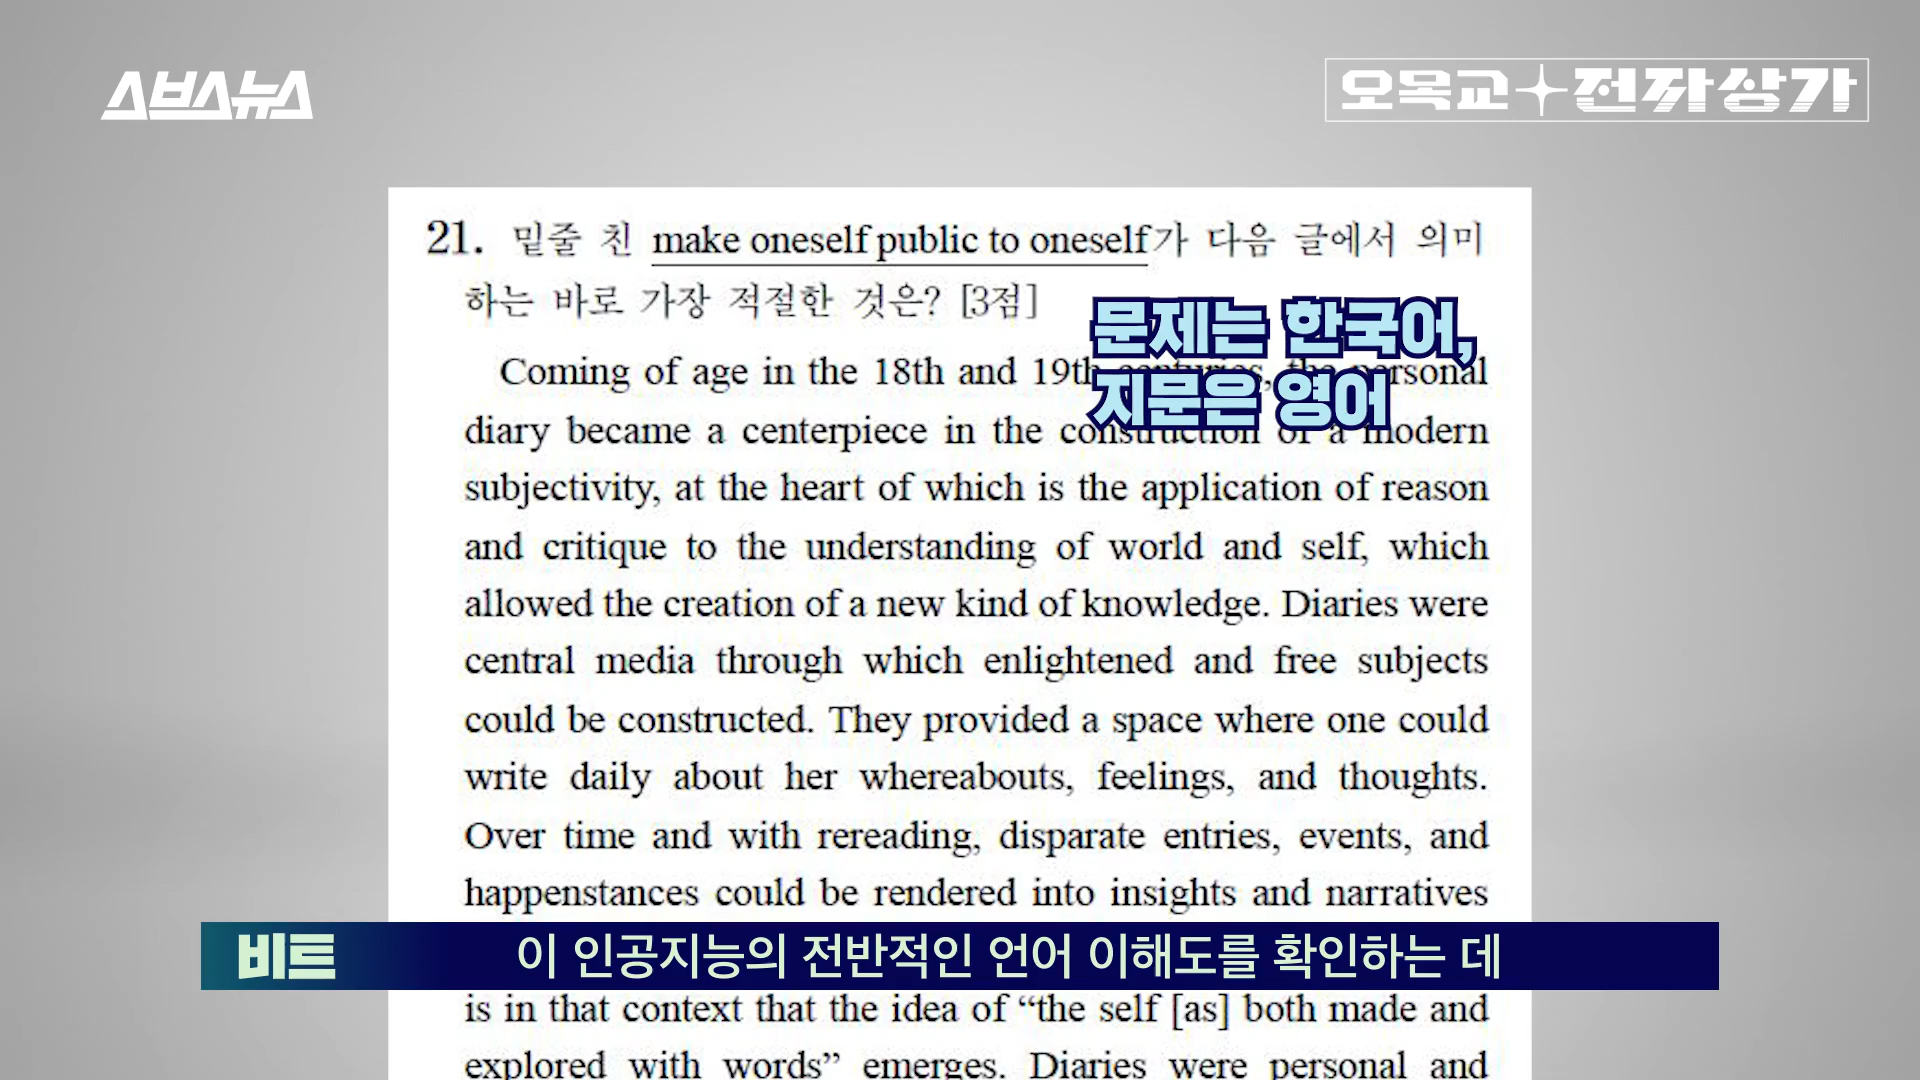 스브스뉴스
오목교 전자상가
21. 밑줄 친 make oneself public to oneself가 다음 글에서 의미
하는 바로 가장 적절한 것은? [3점]
문제는 한국어,
지문은 영어
Coming of age in the 18th and 19th centuries, the personal
diary became a centerpiece in the construction of a modern
subjectivity, at the heart of which is the application of reason
and critique to the understanding of world and self, which
allowed the creation of a new kind of knowledge. Diaries were
central media through which enlightened and free subjects
could be constructed. They provided a space where one could
write daily about her whereabouts, feelings, and thoughts.
Over time and with rereading, disparate entries, events, and
happenstances could be rendered into insights and narratives
비트 이 인공지능의 전반적인 언어 이해도를 확인하는 데
is in that context that the idea of “the self [as] both made and
explored with words” emerges. Diaries were personal and